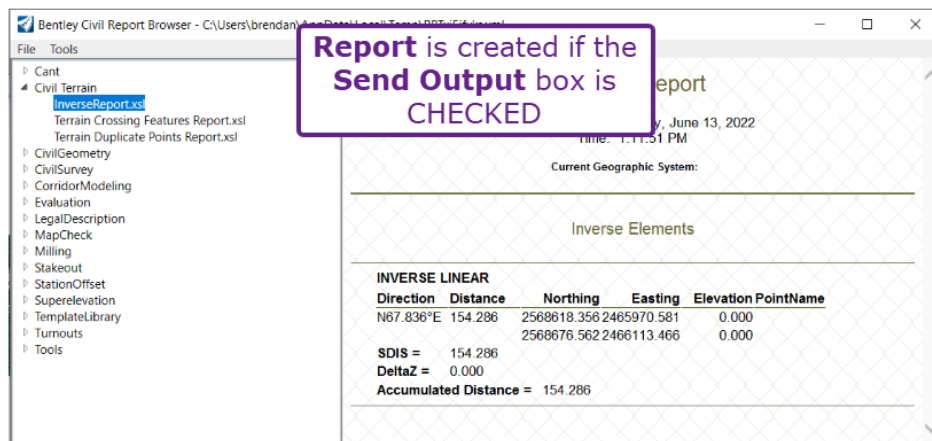 Bentley Civil Report Browser - C:\Users\brendan\AppData\Local\Temp\
File Tools
Report is created if the
Send Output box is
CHECKED
Cant
Civil Terrain
InverseReport.xsl
Terrain Crossing Features Report.xsl
Terrain Duplicate Points Report.xsl
CivilGeometry
CivilSurvey
CorridorModeling
Evaluation
LegalDescription
MapCheck
Milling
Stakeout
StationOffset
Superelevation
TemplateLibrary
Turnouts
Tools
eport
y, June 13, 2022
Time: 1:11:51 PM
Current Geographic System:
Inverse Elements
INVERSE LINEAR
Direction Distance Northing Easting Elevation PointName
N67.836°E 154.286 2568618.356 2465970.581 0.000
2568676.562 2466113.466 0.000
SDIS = 154.286
DeltaZ = 0.000
Accumulated Distance = 154.286